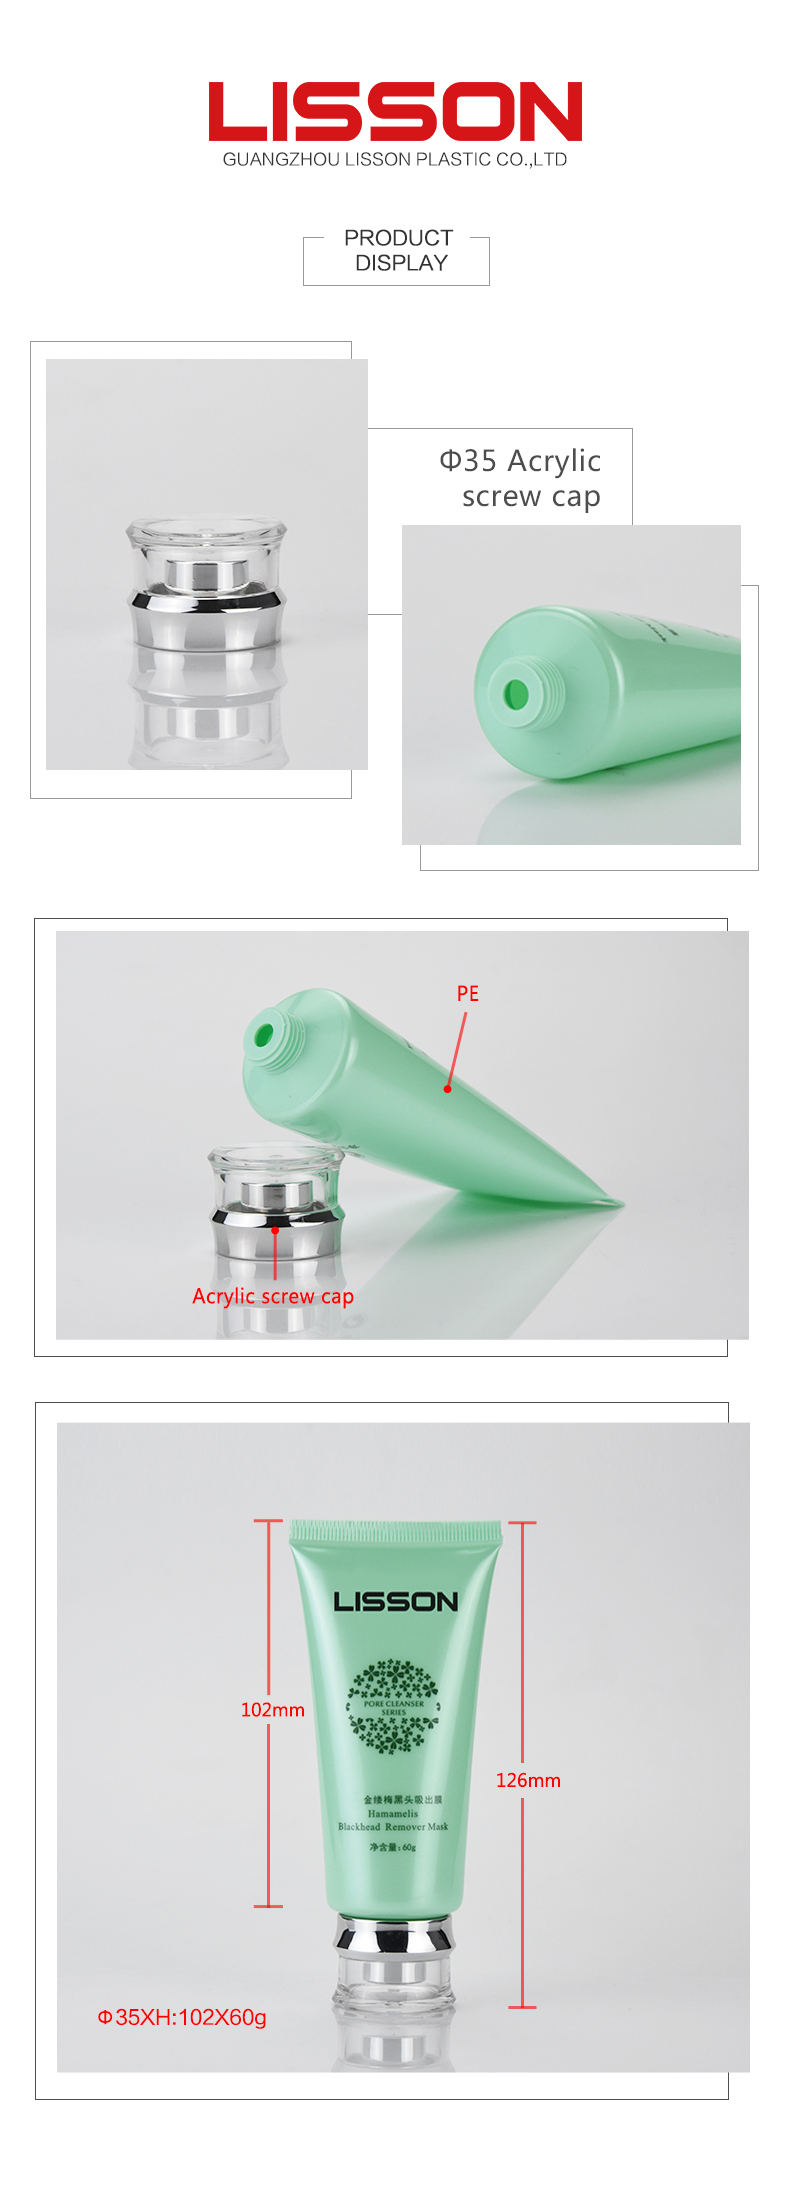 LISSON
GUANGZHOU LISSON PLASTIC CO.,LTD
PRODUCT
DISPLAY
Φ35 Acrylic
screw cap
PE
Acrylic screw cap
102mm
126mm
LISSON
PORE CLEANSER
SERIES
金缕梅黑头吸出膜
Hamamelis
Blackhead Remover Mask
净含量:60g
Φ35XH:102X60g